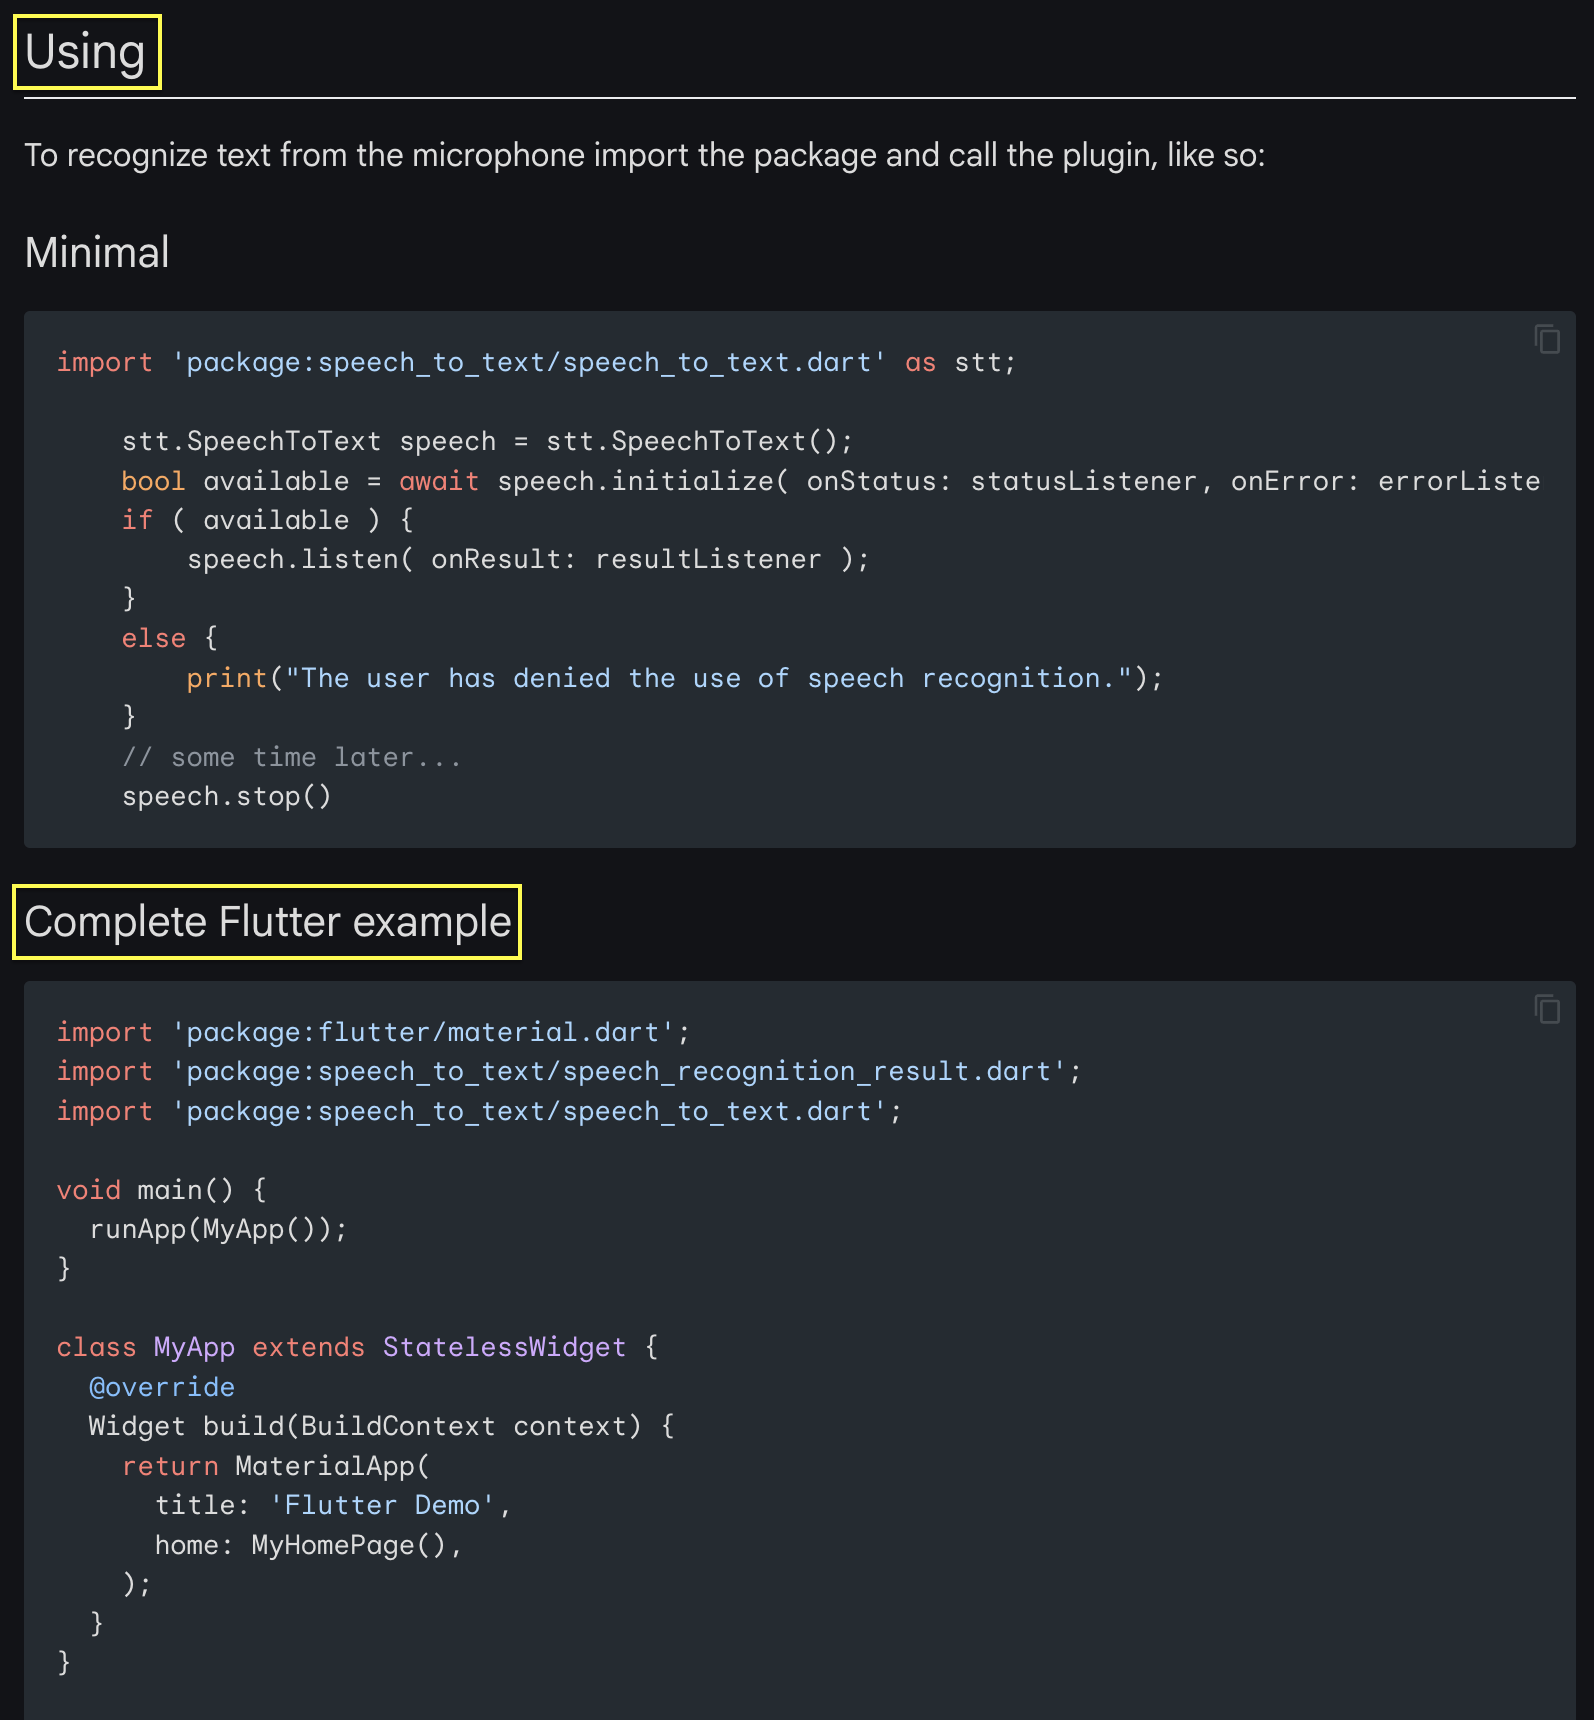 Using
To recognize text from the microphone import the package and call the plugin, like so:
Minimal
import 'package:speech_to_text/speech_to_text.dart' as stt;
    stt.SpeechToText speech = stt.SpeechToText();
    bool available = await speech.initialize( onStatus: statusListener, onError: errorListe
    if ( available ) {
        speech.listen( onResult: resultListener );
    }
    else {
        print("The user has denied the use of speech recognition.");
    }
    // some time later...
    speech.stop()
Complete Flutter example
import 'package:flutter/material.dart';
import 'package:speech_to_text/speech_recognition_result.dart';
import 'package:speech_to_text/speech_to_text.dart';
void main() {
  runApp(MyApp());
}
class MyApp extends StatelessWidget {
  @override
  Widget build(BuildContext context) {
    return MaterialApp(
      title: 'Flutter Demo',
      home: MyHomePage(),
    );
  }
}